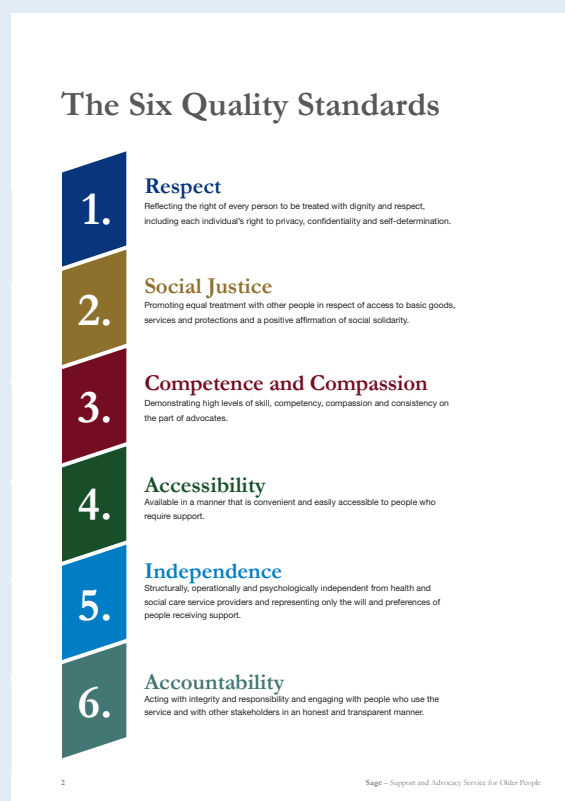 The Six Quality Standards
1.
Respect
Reflecting the right of every person to be treated with dignity and respect,
including each individual's right to privacy, confidentiality and self-determination.
2.
Social Justice
Promoting equal treatment with other people in respect of access to basic goods,
services and protections and a positive affirmation of social solidarity.
3.
Competence and Compassion
Demonstrating high levels of skill, competency, compassion and consistency on
the part of advocates.
4.
Accessibility
Available in a manner that is convenient and easily accessible to people who
require support.
5.
Independence
Structurally, operationally and psychologically independent from health and
social care service providers and representing only the will and preferences of
people receiving support.
6.
Accountability
Acting with integrity and responsibility and engaging with people who use the
service and with other stakeholders in an honest and transparent manner.
2
Sage – Support and Advocacy Service for Older People